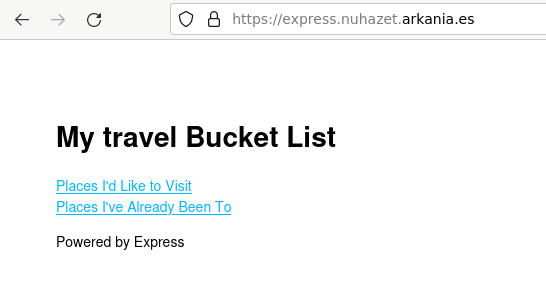 https://express.nuhazet.arkania.es
My travel Bucket List
Places I'd Like to Visit
Places I've Already Been To
Powered by Express